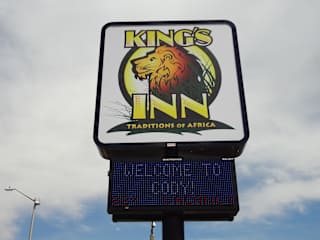 KING'S
INN
TRADITIONS OF AFRICA
WELCOME TO
CODY!